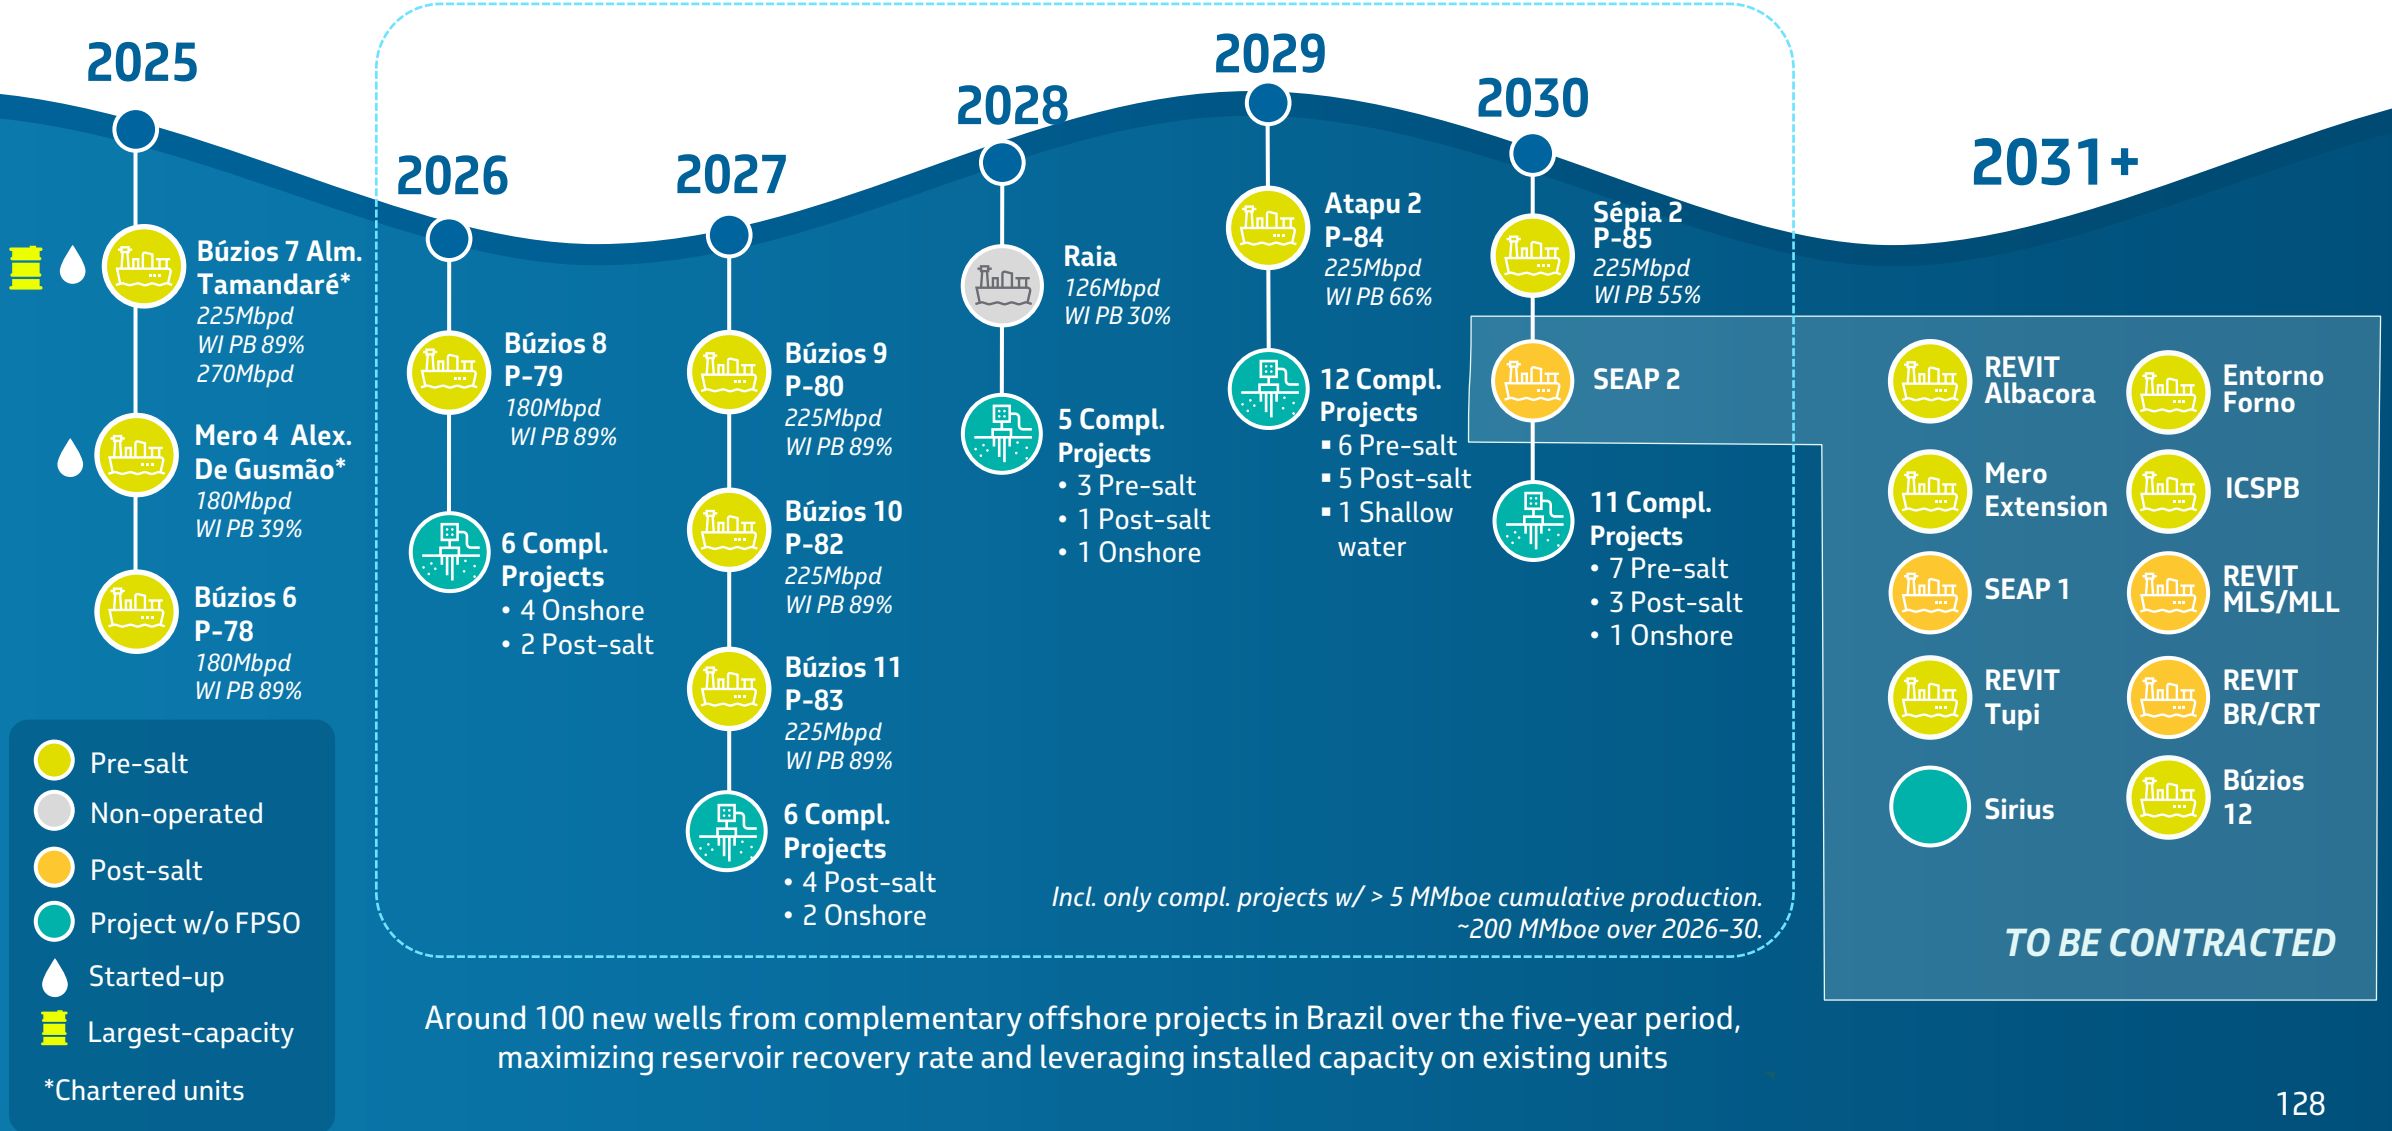 2025
Búzios 7 Alm.
Tamandaré*
225Mbpd
WI PB 89%
270Mbpd
Mero 4 Alex.
De Gusmão*
180Mbpd
WI PB 39%
Búzios 6
P-78
180Mbpd
WI PB 89%
2026
Búzios 8
P-79
180Mbpd
WI PB 89%
6 Compl.
Projects
• 4 Onshore
• 2 Post-salt
2027
Búzios 9
P-80
225Mbpd
WI PB 89%
Búzios 10
P-82
225Mbpd
WI PB 89%
Búzios 11
P-83
225Mbpd
WI PB 89%
6 Compl.
Projects
• 4 Post-salt
• 2 Onshore
2028
Raia
126Mbpd
WI PB 30%
5 Compl.
Projects
• 3 Pre-salt
• 1 Post-salt
• 1 Onshore
2029
Atapu 2
P-84
225Mbpd
WI PB 66%
12 Compl.
Projects
▪ 6 Pre-salt
▪ 5 Post-salt
▪ 1 Shallow
water
2030
Sépia 2
P-85
225Mbpd
WI PB 55%
SEAP 2
11 Compl.
Projects
• 7 Pre-salt
• 3 Post-salt
• 1 Onshore
2031+
REVIT
Albacora
Entorno
Forno
Mero
Extension
ICSPB
SEAP 1
REVIT
MLS/MLL
REVIT
Tupi
REVIT
BR/CRT
Sirius
Búzios
12
TO BE CONTRACTED
Incl. only compl. projects w/ > 5 MMboe cumulative production.
~200 MMboe over 2026-30.
Pre-salt
Non-operated
Post-salt
Project w/o FPSO
Started-up
Largest-capacity
*Chartered units
Around 100 new wells from complementary offshore projects in Brazil over the five-year period,
maximizing reservoir recovery rate and leveraging installed capacity on existing units
128